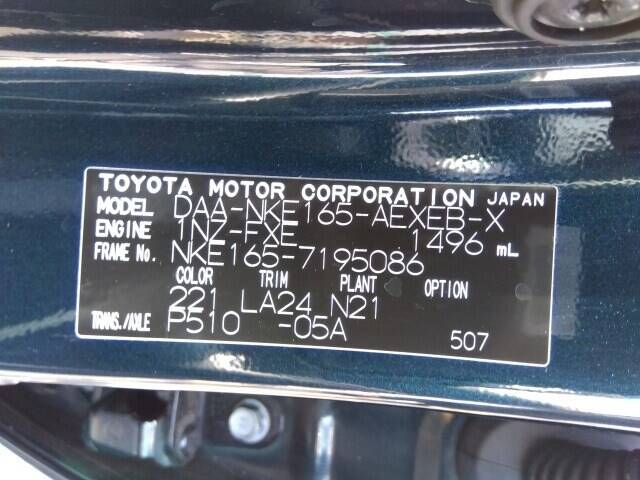 TOYOTA MOTOR CORPORATION JAPAN
MODEL DAA-NKE165-AEXEB-X
ENGINE 1NZ-FXE 1496 mL
FRAME No. NKE165-7195086
COLOR TRIM PLANT OPTION
221 LA24 N21
TRANS./AXLE P510 -05A
507